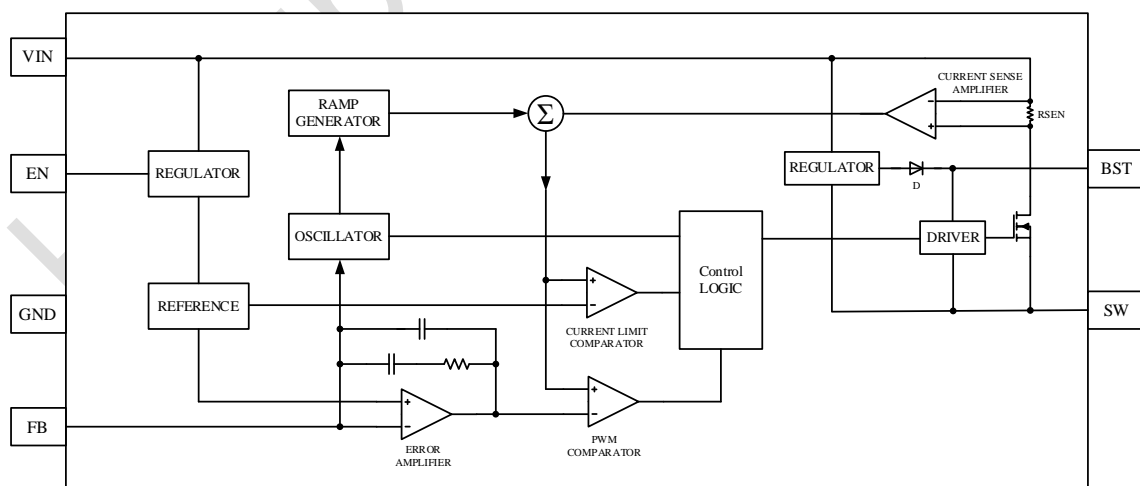 VIN
EN
GND
FB
BST
SW
RAMP
GENERATOR
Σ
CURRENT SENSE
AMPLIFIER
RSEN
REGULATOR
REGULATOR
D
OSCILLATOR
Control
LOGIC
DRIVER
REFERENCE
+
-
CURRENT LIMIT
COMPARATOR
+
-
ERROR
AMPLIFIER
+
-
PWM
COMPARATOR
-
+